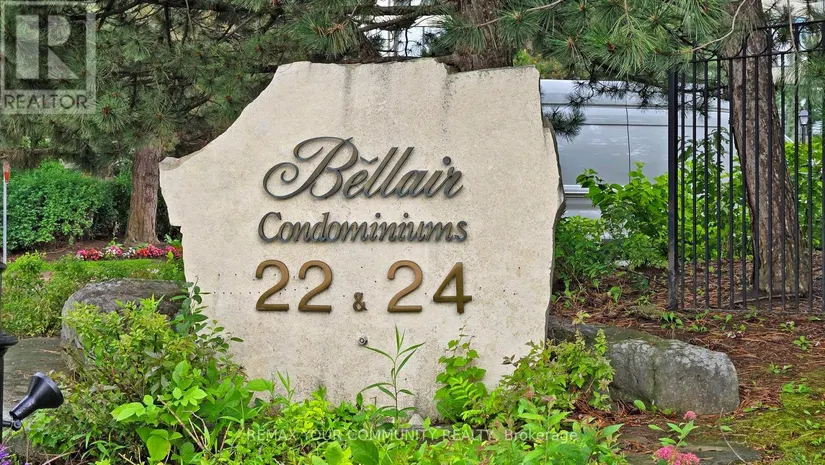 REALTOR
Bellair
Condominiums
22 & 24
RE/MAX YOUR COMMUNITY REALTY, Brokerage